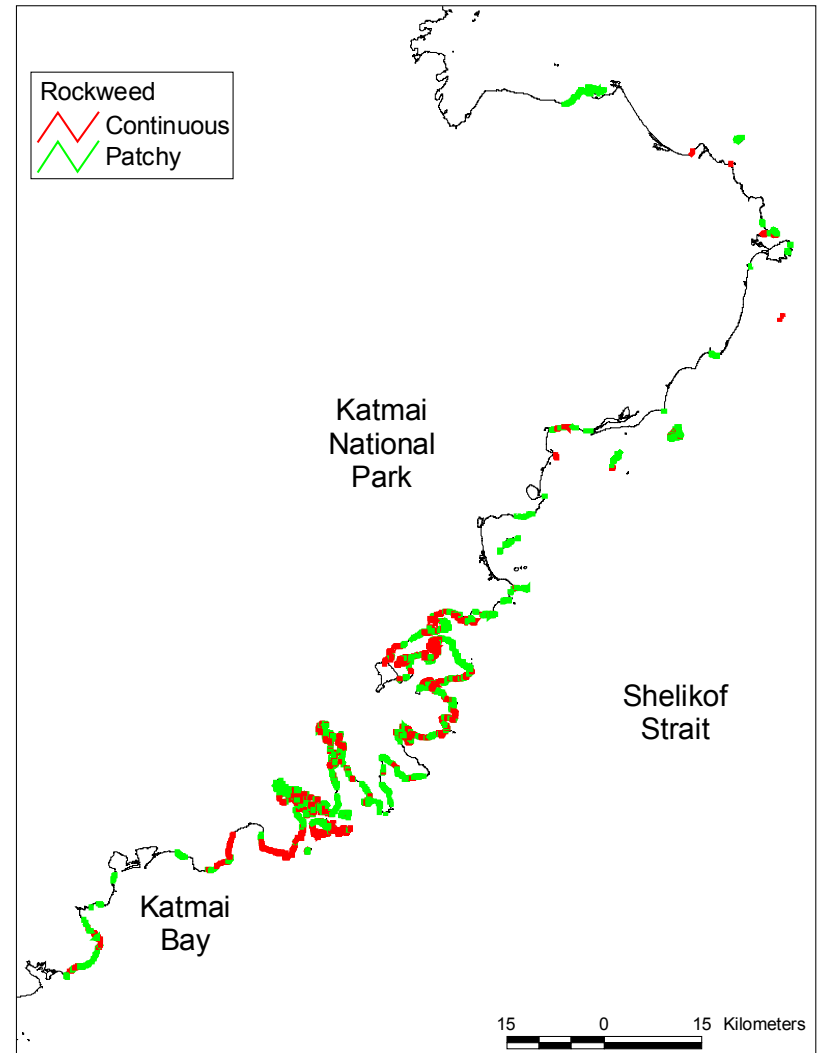 Rockweed
Continuous
Patchy
Katmai
National
Park
Shelikof
Strait
Katmai
Bay
15 0 15 Kilometers